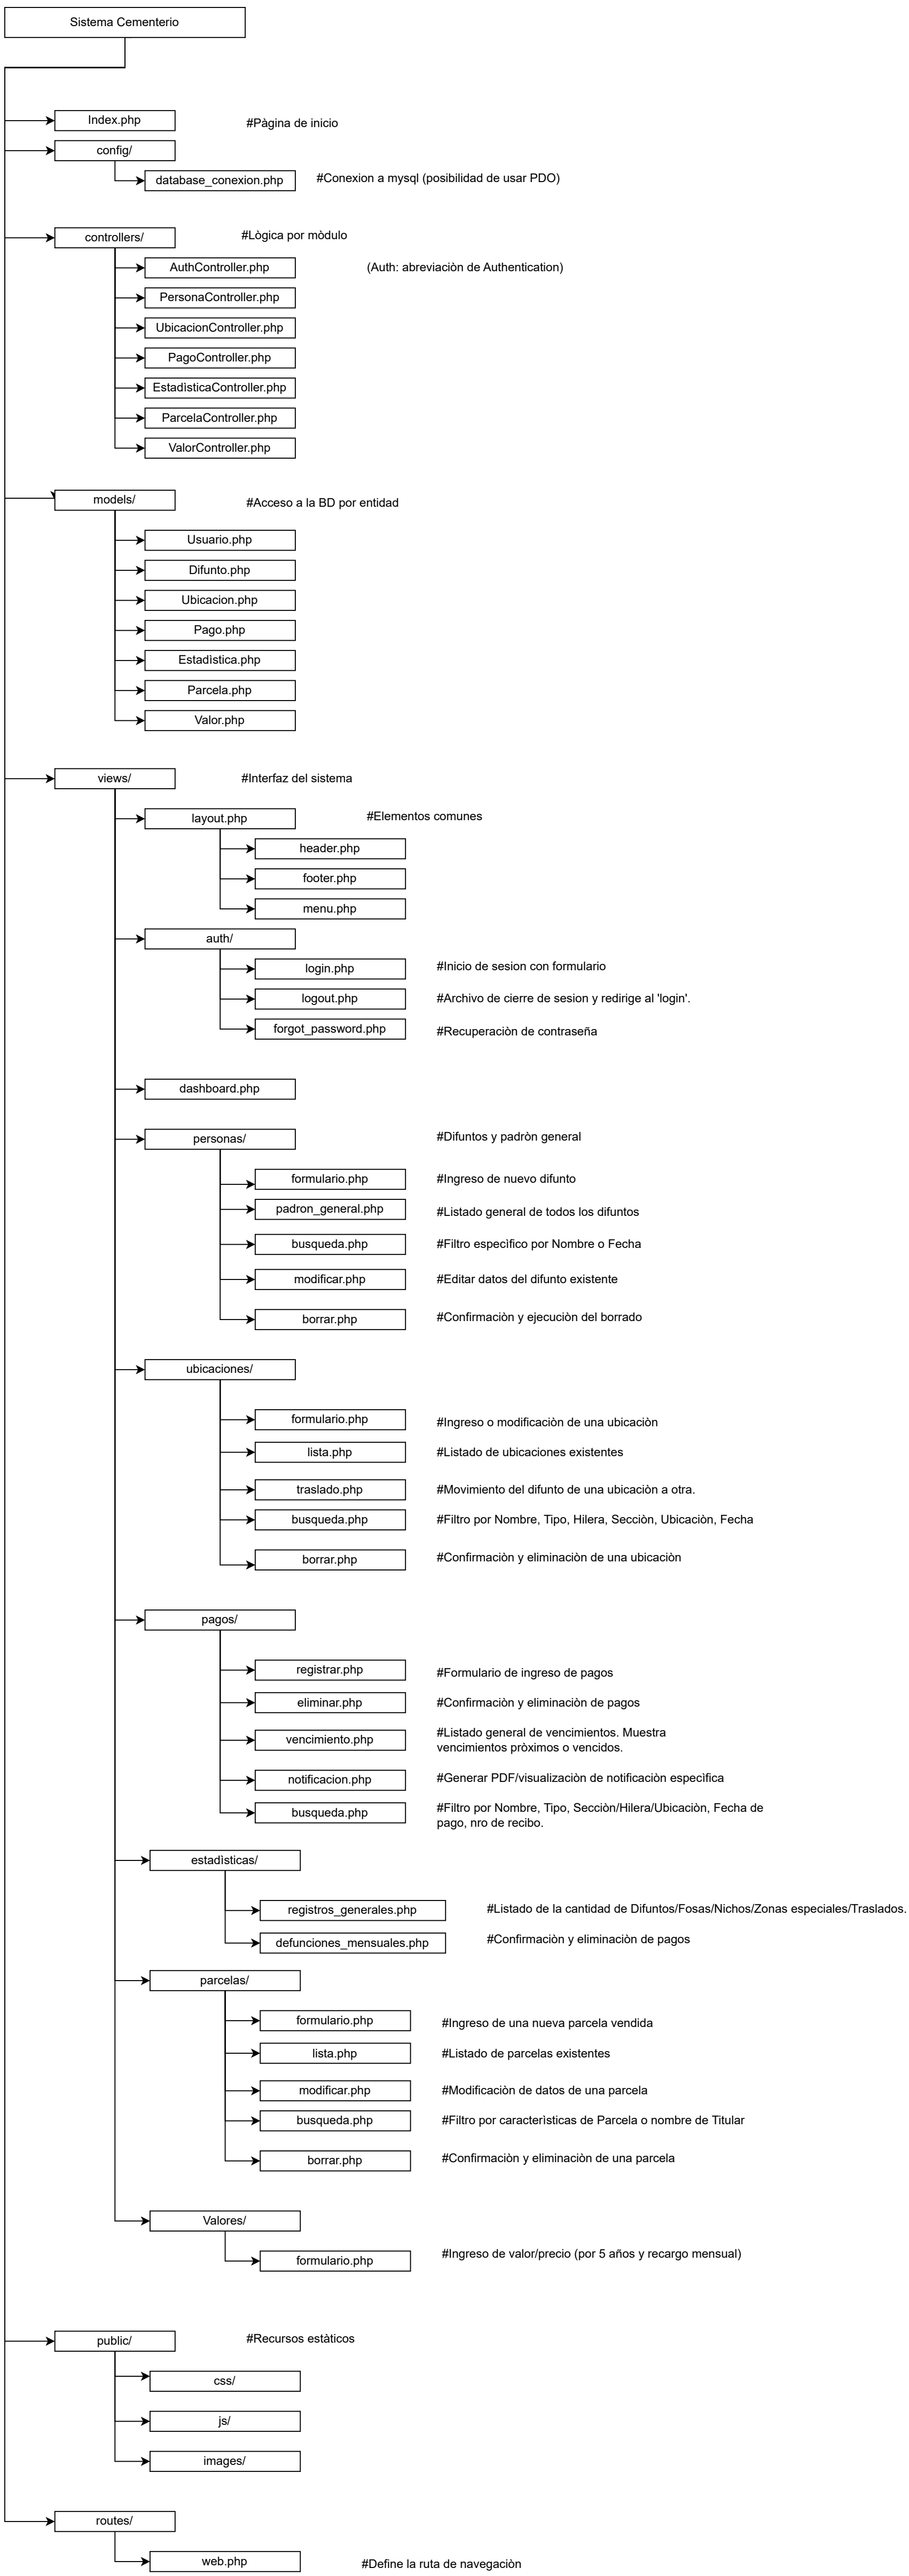 Sistema Cementerio
Index.php
#Pàgina de inicio
config/
database_conexion.php
#Conexion a mysql (posibilidad de usar PDO)
controllers/
#Lògica por mòdulo
AuthController.php
(Auth: abreviaciòn de Authentication)
PersonaController.php
UbicacionController.php
PagoController.php
EstadìsticaController.php
ParcelaController.php
ValorController.php
models/
#Acceso a la BD por entidad
Usuario.php
Difunto.php
Ubicacion.php
Pago.php
Estadìstica.php
Parcela.php
Valor.php
views/
#Interfaz del sistema
layout.php
#Elementos comunes
header.php
footer.php
menu.php
auth/
login.php
#Inicio de sesion con formulario
logout.php
#Archivo de cierre de sesion y redirige al 'login'.
forgot_password.php
#Recuperaciòn de contraseña
dashboard.php
personas/
#Difuntos y padròn general
formulario.php
#Ingreso de nuevo difunto
padron_general.php
#Listado general de todos los difuntos
busqueda.php
#Filtro especìfico por Nombre o Fecha
modificar.php
#Editar datos del difunto existente
borrar.php
#Confirmaciòn y ejecuciòn del borrado
ubicaciones/
formulario.php
#Ingreso o modificaciòn de una ubicaciòn
lista.php
#Listado de ubicaciones existentes
traslado.php
#Movimiento del difunto de una ubicaciòn a otra.
busqueda.php
#Filtro por Nombre, Tipo, Hilera, Secciòn, Ubicaciòn, Fecha
borrar.php
#Confirmaciòn y eliminaciòn de una ubicaciòn
pagos/
registrar.php
#Formulario de ingreso de pagos
eliminar.php
#Confirmaciòn y eliminaciòn de pagos
vencimiento.php
#Listado general de vencimientos. Muestra
vencimientos pròximos o vencidos.
notificacion.php
#Generar PDF/visualizaciòn de notificaciòn especìfica
busqueda.php
#Filtro por Nombre, Tipo, Secciòn/Hilera/Ubicaciòn, Fecha de
pago, nro de recibo.
estadìsticas/
registros_generales.php
#Listado de la cantidad de Difuntos/Fosas/Nichos/Zonas especiales/Traslados.
defunciones_mensuales.php
#Confirmaciòn y eliminaciòn de pagos
parcelas/
formulario.php
#Ingreso de una nueva parcela vendida
lista.php
#Listado de parcelas existentes
modificar.php
#Modificaciòn de datos de una parcela
busqueda.php
#Filtro por caracterìsticas de Parcela o nombre de Titular
borrar.php
#Confirmaciòn y eliminaciòn de una parcela
Valores/
formulario.php
#Ingreso de valor/precio (por 5 años y recargo mensual)
public/
#Recursos estàticos
css/
js/
images/
routes/
web.php
#Define la ruta de navegaciòn